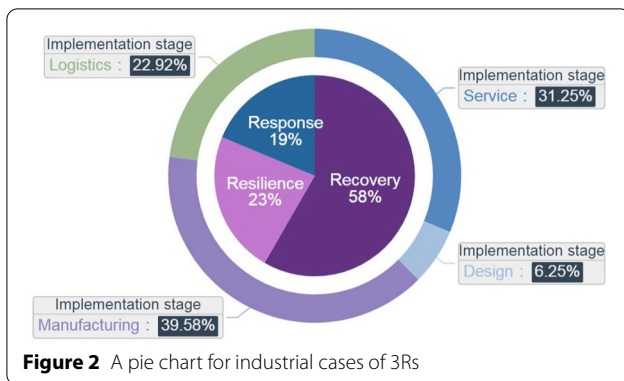 Implementation stage
Logistics : 22.92%
Implementation stage
Service : 31.25%
Response
19%
Resilience
23%
Recovery
58%
Implementation stage
Design : 6.25%
Implementation stage
Manufacturing : 39.58%
Figure 2 A pie chart for industrial cases of 3Rs